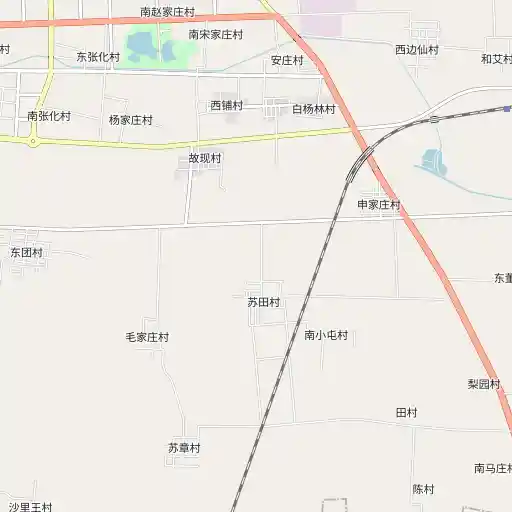 南赵家庄村
南宋家庄村
村
东张化村
安庄村
西边仙村
和艾村
西铺村
白杨林村
南张化村
杨家庄村
故现村
申家庄村
东团村
东董
苏田村
毛家庄村
南小屯村
梨园村
田村
苏章村
南马庄村
陈村
沙里王村